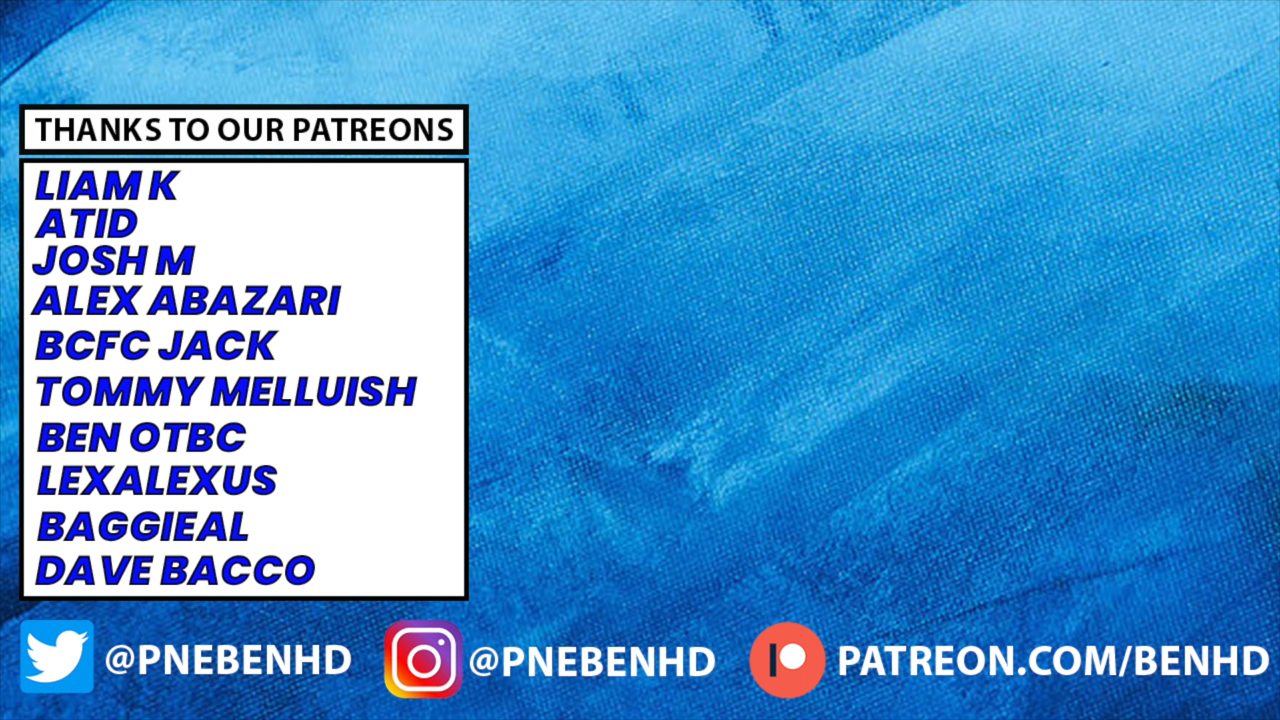 THANKS TO OUR PATREONS
LIAM K
ATID
JOSH M
ALEX ABAZARI
BCFC JACK
TOMMY MELLUISH
BEN OTBC
LEXALEXUS
BAGGIEAL
DAVE BACCO
@PNEBENHD @PNEBENHD PATREON.COM/BENHD